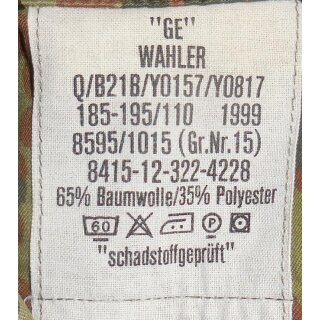 "GE"
WAHLER
Q/B21B/Y0157/Y0817
185-195/110 1999
8595/1015 (Gr.Nr.15)
8415-12-322-4228
65% Baumwolle/35% Polyester
60 P
"schadstoffgeprüft"